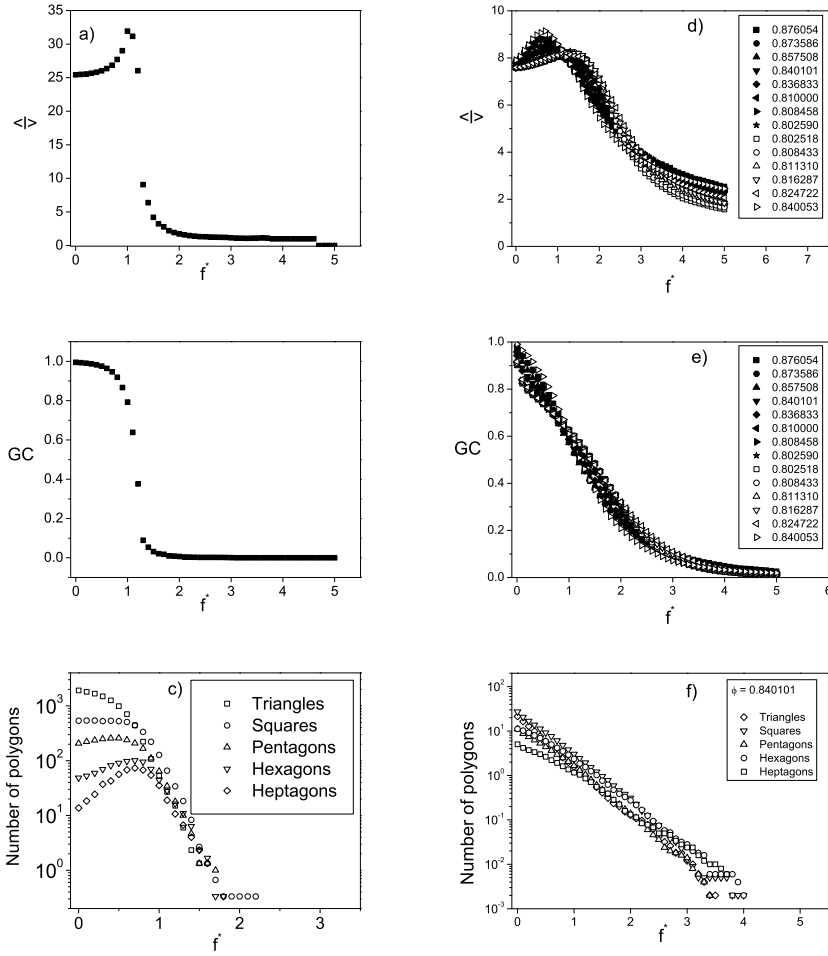 a)
<l>
35
30
25
20
15
10
5
0
0 1 2 3 4 5
f*
d)
<l>
10
8
6
4
2
0
0 1 2 3 4 5 6 7
f*
0.876054
0.873586
0.857508
0.840101
0.836833
0.810000
0.808458
0.802590
0.802518
0.808433
0.811310
0.816287
0.824722
0.840053
GC
1.0
0.8
0.6
0.4
0.2
0.0
0 1 2 3 4 5
f*
e)
GC
1.0
0.8
0.6
0.4
0.2
0.0
0 1 2 3 4 5 6
f*
0.876054
0.873586
0.857508
0.840101
0.836833
0.810000
0.808458
0.802590
0.802518
0.808433
0.811310
0.816287
0.824722
0.840053
c)
Number of polygons
10³
10²
10¹
10⁰
0 1 2 3
f*
Triangles
Squares
Pentagons
Hexagons
Heptagons
f)
Number of polygons
10²
10¹
10⁰
10⁻¹
10⁻²
10⁻³
0 1 2 3 4 5
f*
ϕ = 0.840101
Triangles
Squares
Pentagons
Hexagons
Heptagons